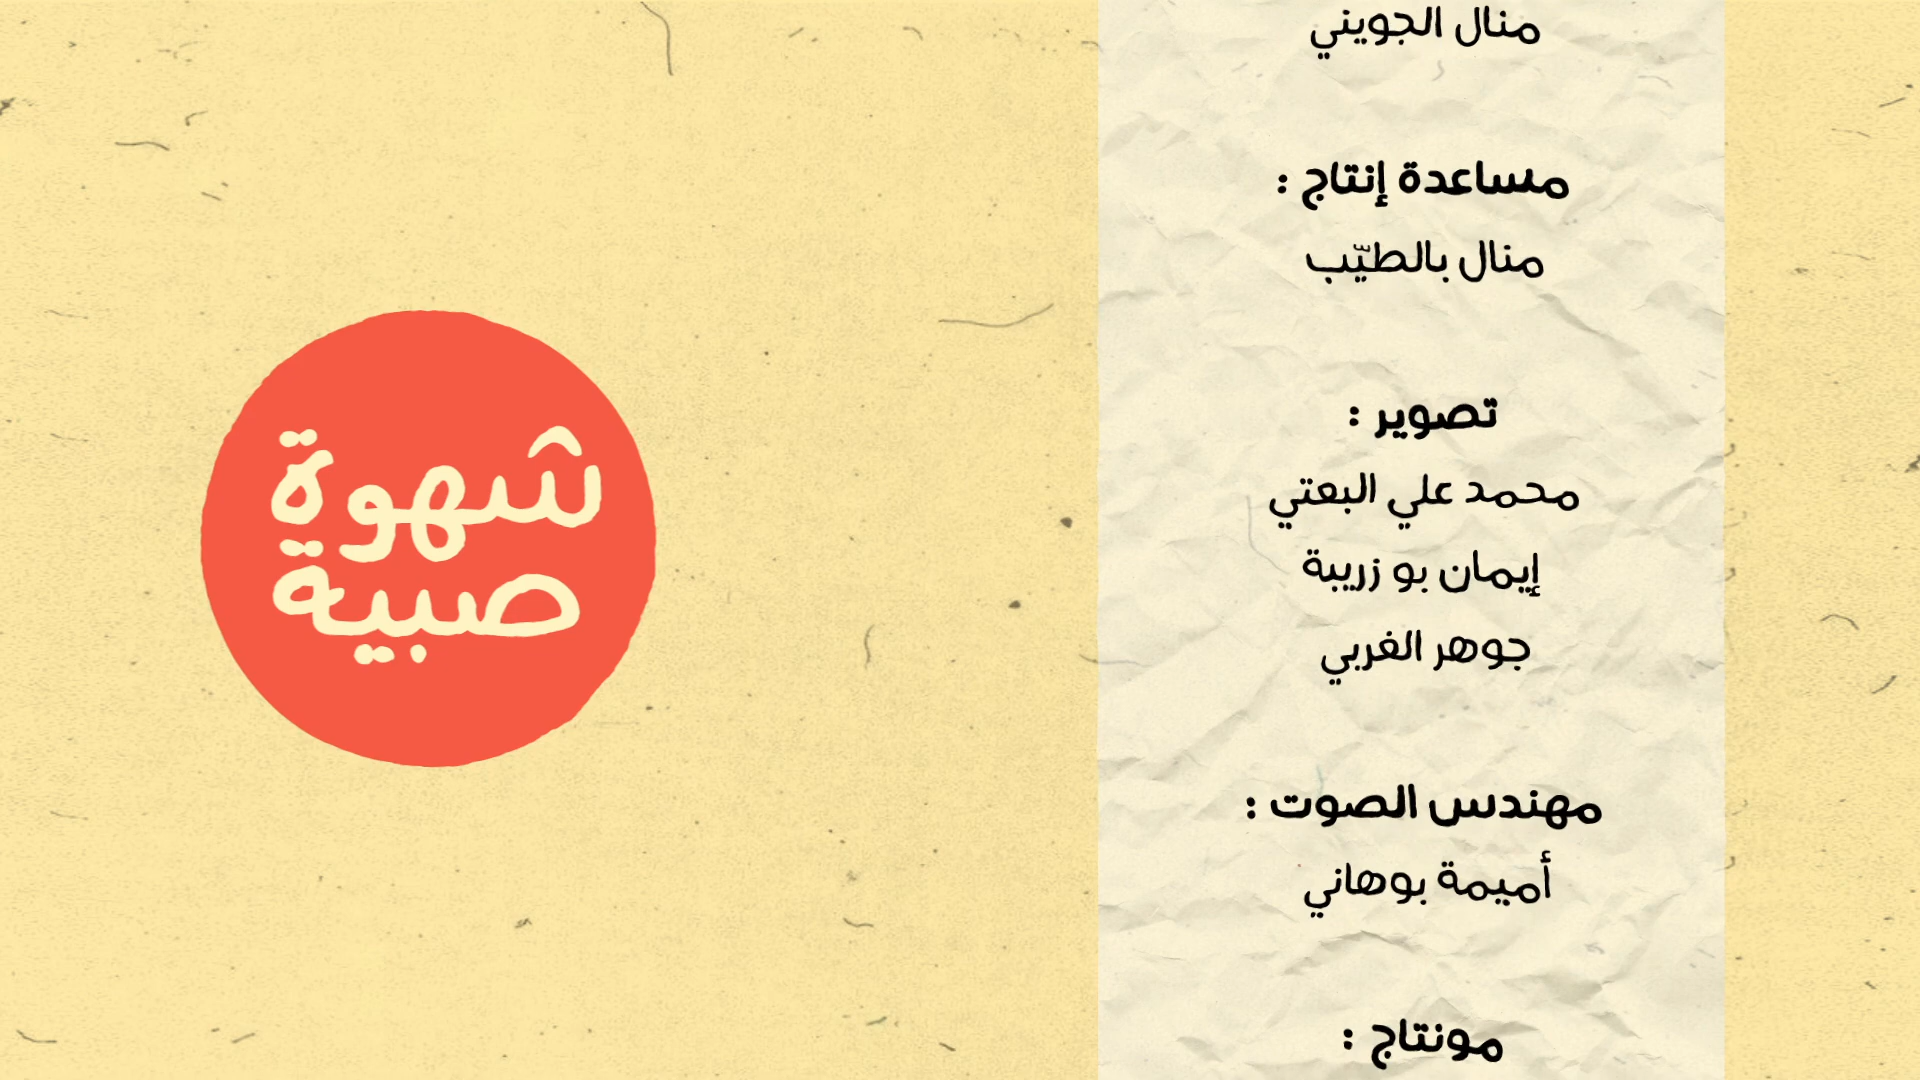 شهوة
صبية
منال الجويني
مساعدة إنتاج :
منال بالطيّب
تصوير :
محمد علي البعتي
إيمان بو زريبة
جوهر الغربي
مهندس الصوت :
أميمة بوهاني
مونتاج :